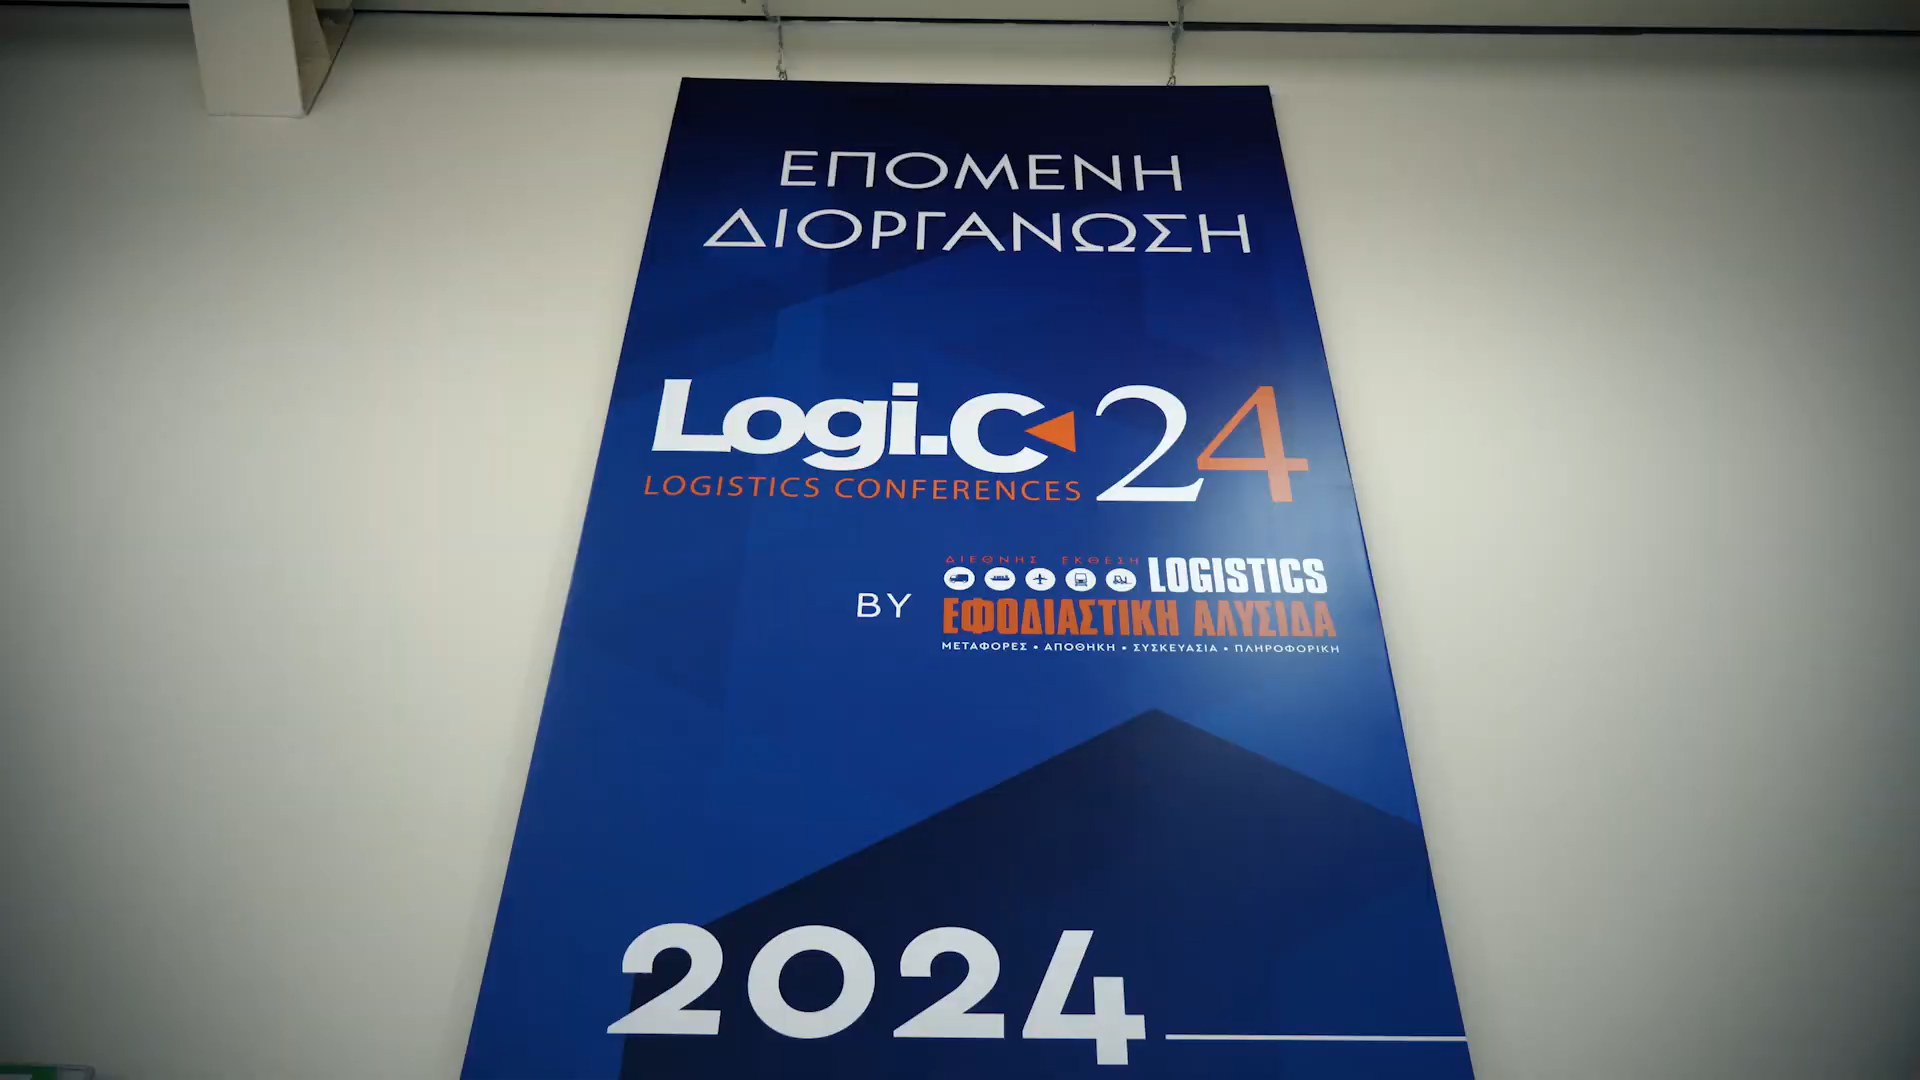 ΕΠΟΜΕΝΗ
ΔΙΟΡΓΑΝΩΣΗ
Logi.C 24
LOGISTICS CONFERENCES
ΔΙΕΘΝΗΣ ΕΚΘΕΣΗ
LOGISTICS
BY
ΕΦΟΔΙΑΣΤΙΚΗ ΑΛΥΣΙΔΑ
ΜΕΤΑΦΟΡΕΣ • ΑΠΟΘΗΚΗ • ΣΥΣΚΕΥΑΣΙΑ • ΠΛΗΡΟΦΟΡΙΚΗ
2024